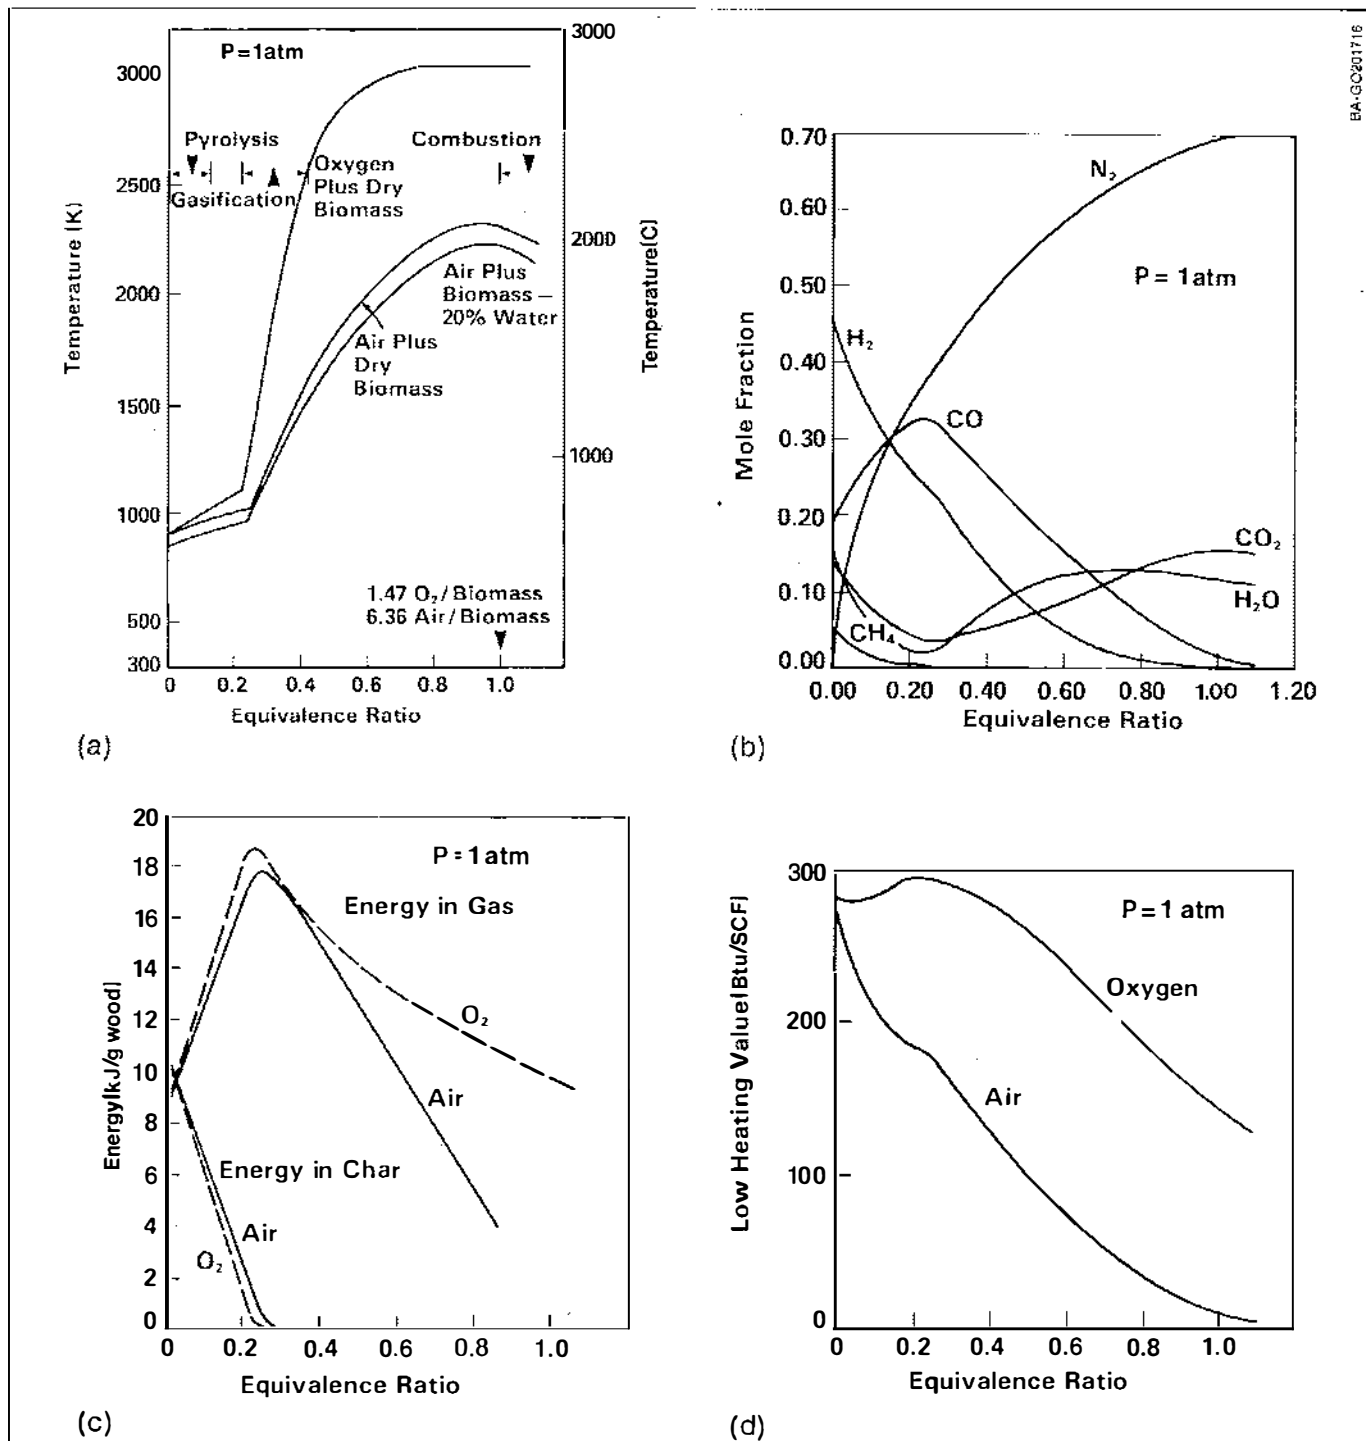 BA-GO201716
P = 1atm
3000
2500
2000
1500
1000
500
300
Temperature (K)
3000
2000
1000
Temperature(C)
Pyrolysis
Gasification
Combustion
Oxygen
Plus Dry
Biomass
Air Plus
Biomass –
20% Water
Air Plus
Dry
Biomass
1.47 O₂/Biomass
6.36 Air/Biomass
0 0.2 0.4 0.6 0.8 1.0
Equivalence Ratio
(a)
0.70
0.60
0.50
0.40
0.30
0.20
0.10
0.00
Mole Fraction
N₂
P = 1atm
H₂
CO
CO₂
H₂O
CH₄
0.00 0.20 0.40 0.60 0.80 1.00 1.20
Equivalence Ratio
(b)
20
18
16
14
12
10
8
6
4
2
0
Energy(kJ/g wood)
P = 1atm
Energy in Gas
O₂
Air
Energy in Char
Air
O₂
0 0.2 0.4 0.6 0.8 1.0
Equivalence Ratio
(c)
300
200
100
0
Low Heating Value(Btu/SCF)
P = 1 atm
Oxygen
Air
0 0.2 0.4 0.6 0.8 1.0
Equivalence Ratio
(d)